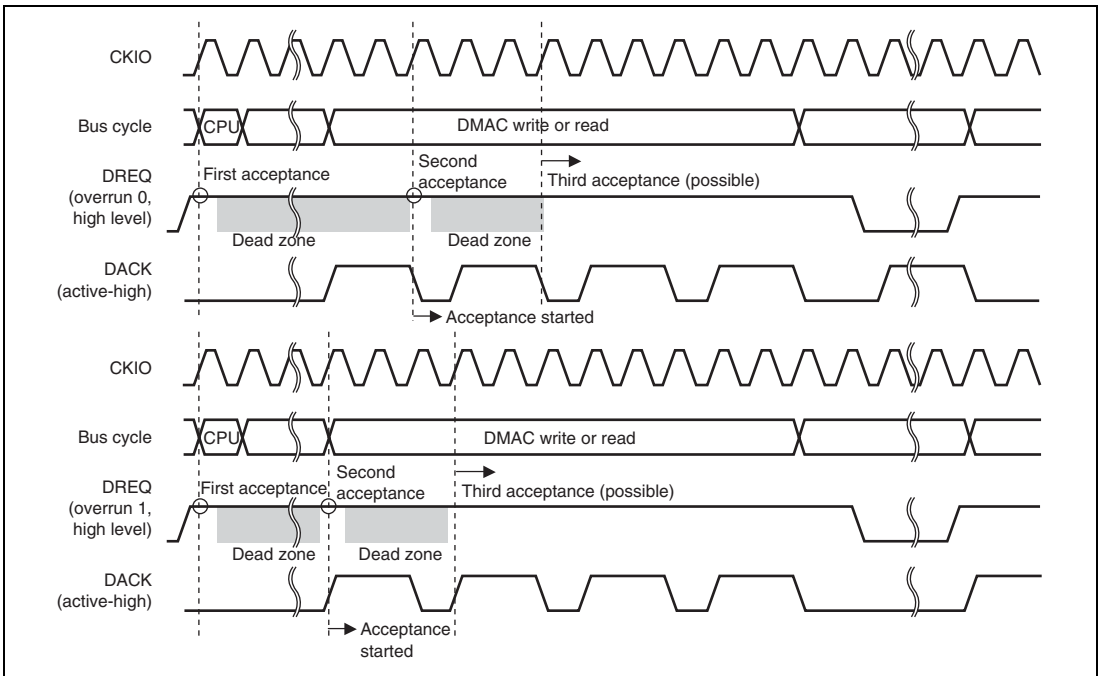 CKIO
Bus cycle
CPU
DMAC write or read
DREQ
(overrun 0,
high level)
First acceptance
Second
acceptance
Third acceptance (possible)
Dead zone
Dead zone
DACK
(active-high)
Acceptance started
CKIO
Bus cycle
CPU
DMAC write or read
DREQ
(overrun 1,
high level)
First acceptance
Second
acceptance
Third acceptance (possible)
Dead zone
Dead zone
DACK
(active-high)
Acceptance
started